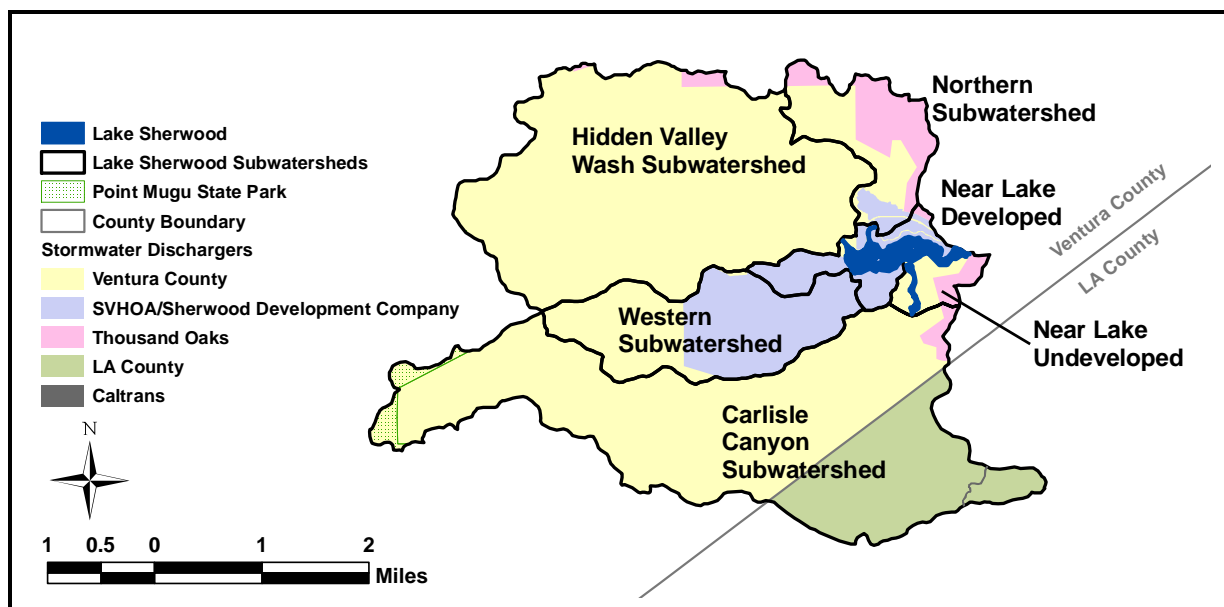 Lake Sherwood
Lake Sherwood Subwatersheds
Point Mugu State Park
County Boundary
Stormwater Dischargers
Ventura County
SVHOA/Sherwood Development Company
Thousand Oaks
LA County
Caltrans
N
1 0.5 0 1 2
Miles
Hidden Valley
Wash Subwatershed
Northern
Subwatershed
Near Lake
Developed
Ventura County
LA County
Western
Subwatershed
Near Lake
Undeveloped
Carlisle
Canyon
Subwatershed